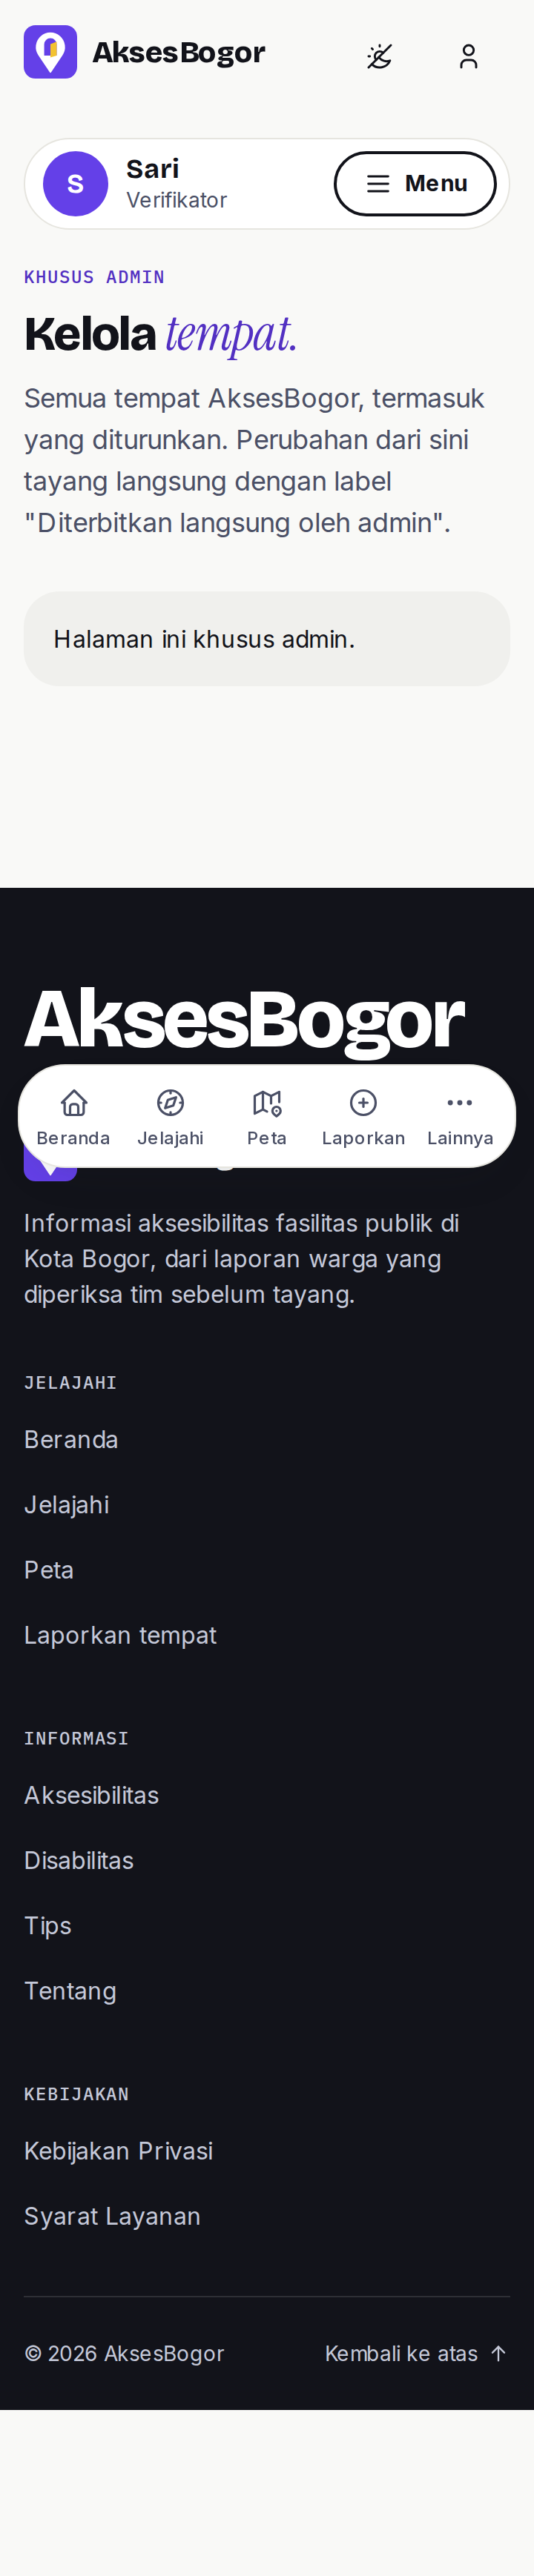 AksesBogor
S
Sari
Verifikator
Menu
KHUSUS ADMIN
Kelola tempat.
Semua tempat AksesBogor, termasuk
yang diturunkan. Perubahan dari sini
tayang langsung dengan label
"Diterbitkan langsung oleh admin".
Halaman ini khusus admin.
AksesBogor
Beranda
Jelajahi
Peta
Laporkan
Lainnya
Informasi aksesibilitas fasilitas publik di
Kota Bogor, dari laporan warga yang
diperiksa tim sebelum tayang.
JELAJAHI
Beranda
Jelajahi
Peta
Laporkan tempat
INFORMASI
Aksesibilitas
Disabilitas
Tips
Tentang
KEBIJAKAN
Kebijakan Privasi
Syarat Layanan
© 2026 AksesBogor
Kembali ke atas ↑